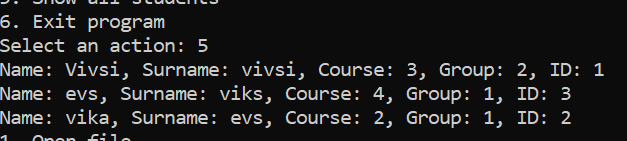 5. Show all students
6. Exit program
Select an action: 5
Name: Vivsi, Surname: vivsi, Course: 3, Group: 2, ID: 1
Name: evs, Surname: viks, Course: 4, Group: 1, ID: 3
Name: vika, Surname: evs, Course: 2, Group: 1, ID: 2
1. Open file